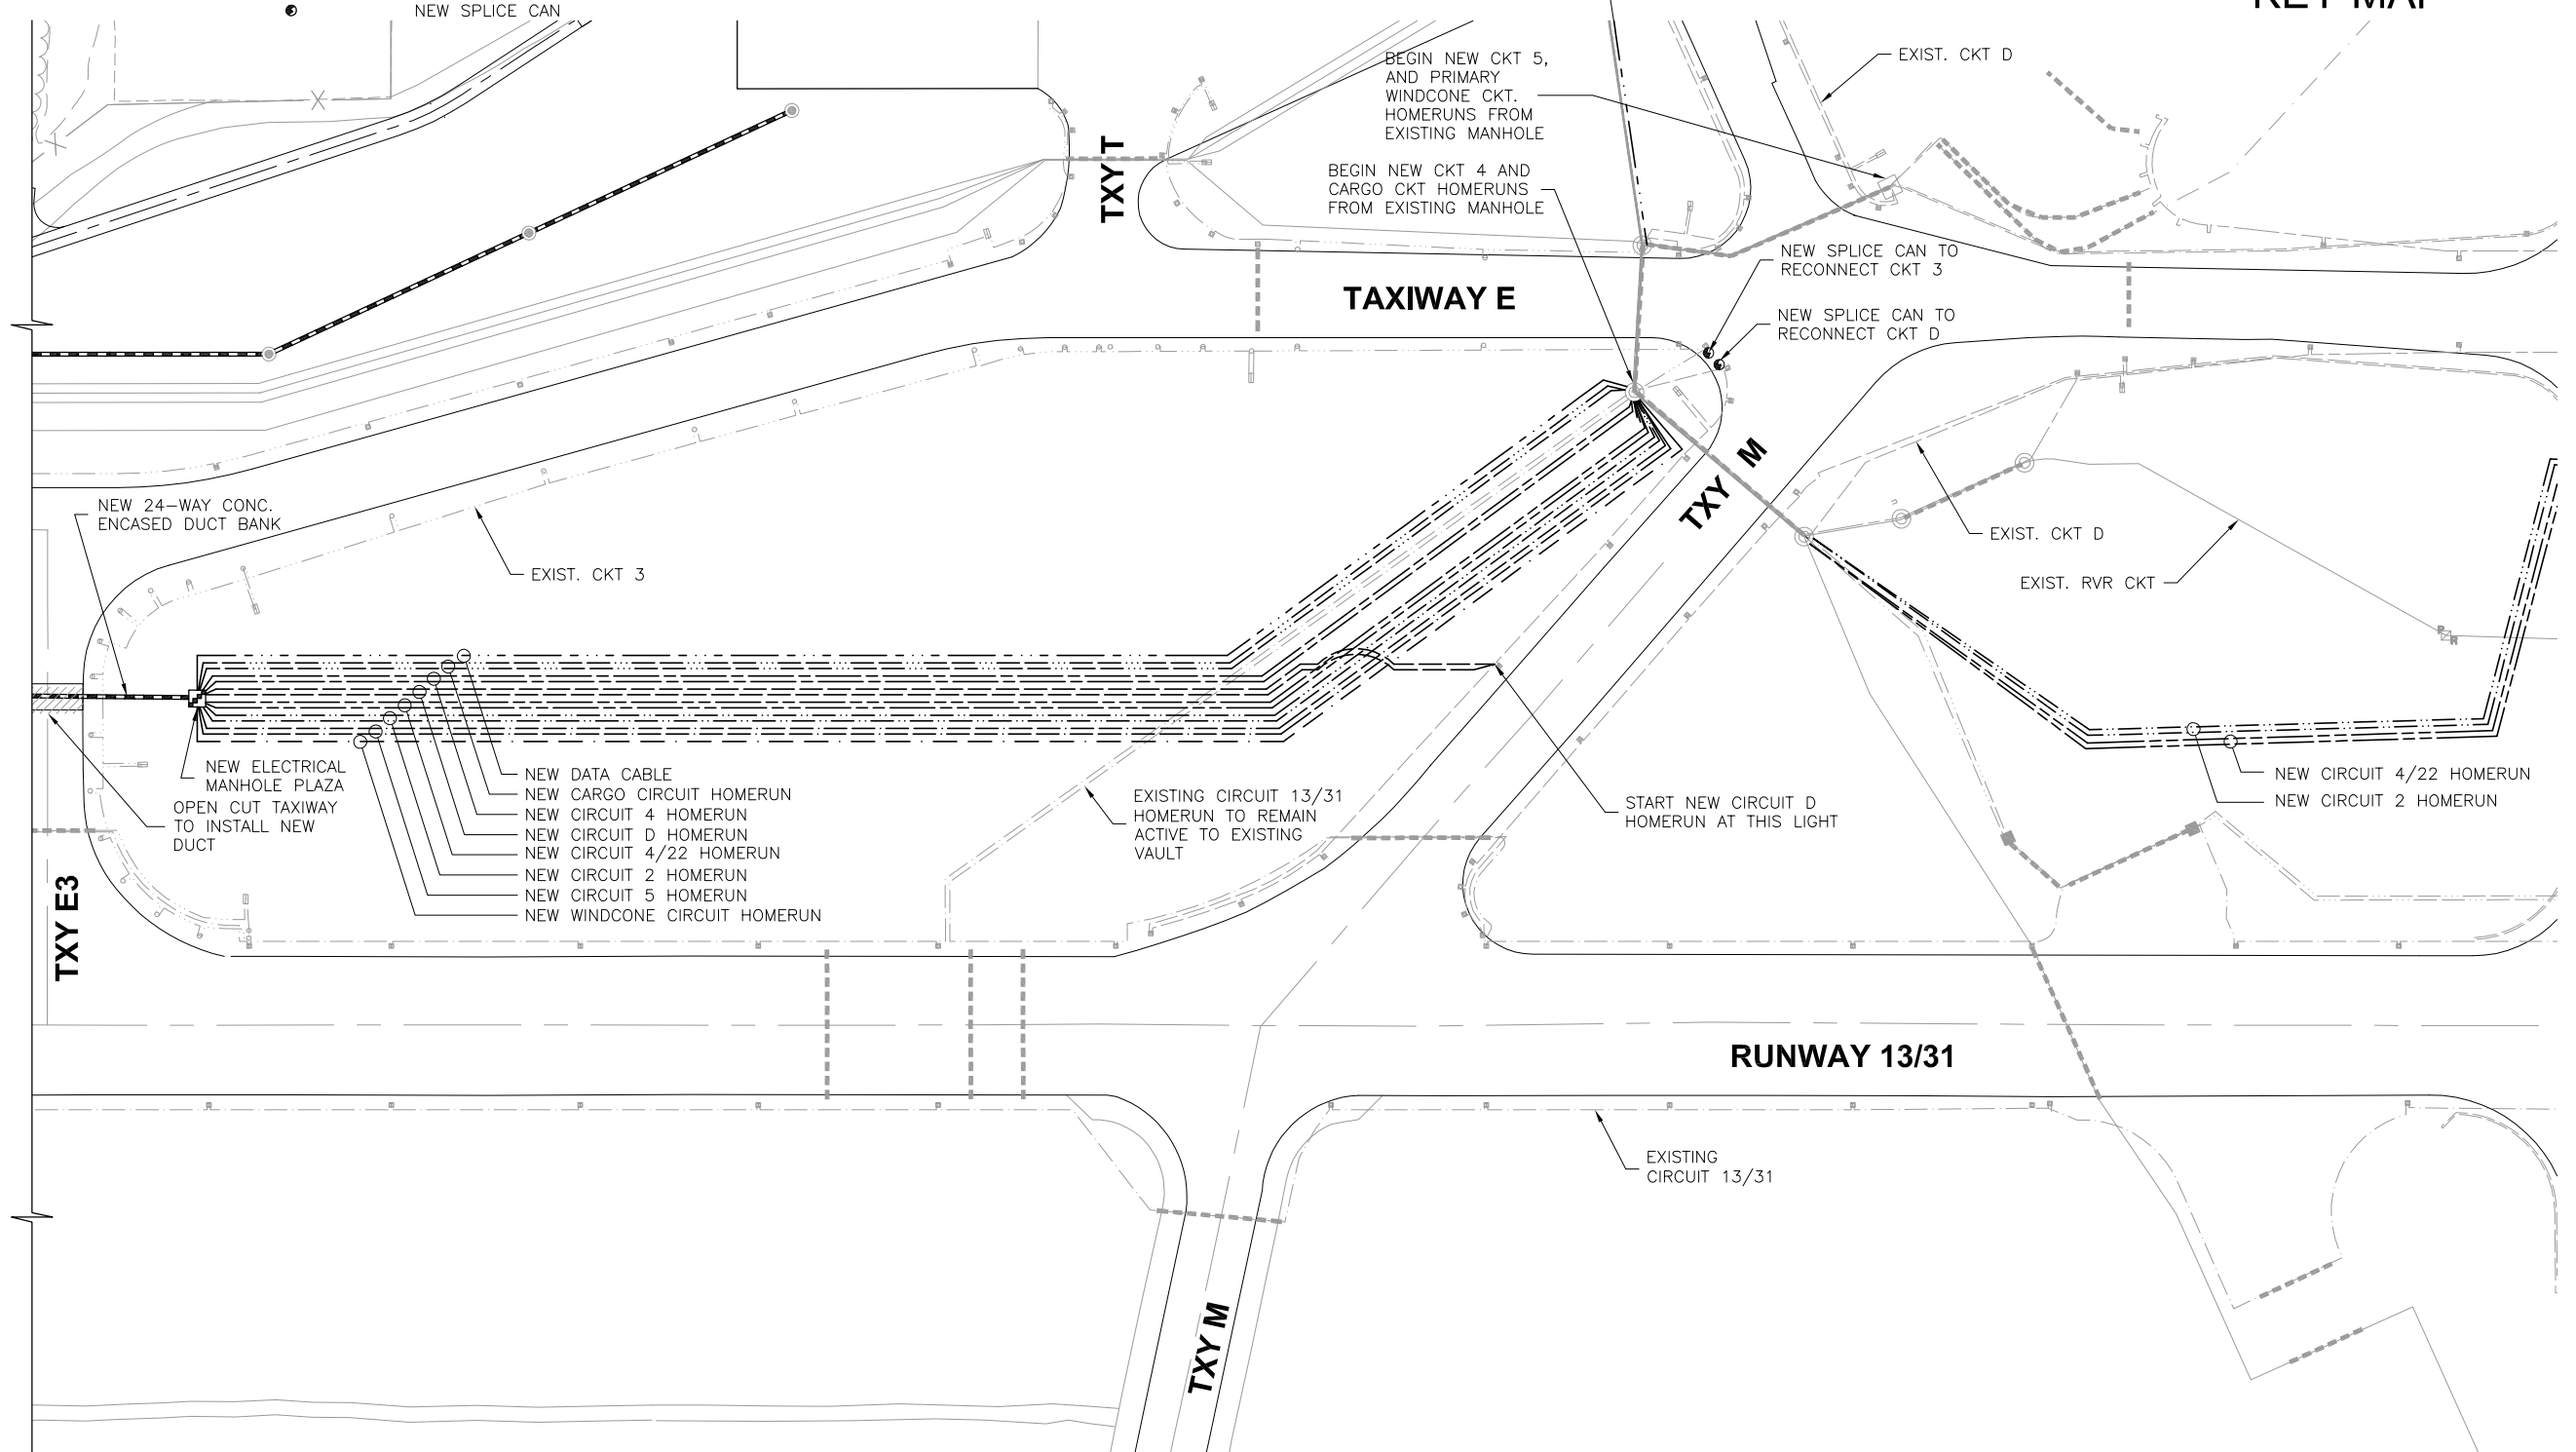 NEW SPLICE CAN
BEGIN NEW CKT 5,
AND PRIMARY
WINDCONE CKT.
HOMERUNS FROM
EXISTING MANHOLE
EXIST. CKT D
BEGIN NEW CKT 4 AND
CARGO CKT HOMERUNS
FROM EXISTING MANHOLE
TXY T
NEW SPLICE CAN TO
RECONNECT CKT 3
TAXIWAY E
NEW SPLICE CAN TO
RECONNECT CKT D
TXY M
NEW 24-WAY CONC.
ENCASED DUCT BANK
EXIST. CKT 3
EXIST. CKT D
EXIST. RVR CKT
NEW ELECTRICAL
MANHOLE PLAZA
OPEN CUT TAXIWAY
TO INSTALL NEW
DUCT
NEW DATA CABLE
NEW CARGO CIRCUIT HOMERUN
NEW CIRCUIT 4 HOMERUN
NEW CIRCUIT D HOMERUN
NEW CIRCUIT 4/22 HOMERUN
NEW CIRCUIT 2 HOMERUN
NEW CIRCUIT 5 HOMERUN
NEW WINDCONE CIRCUIT HOMERUN
EXISTING CIRCUIT 13/31
HOMERUN TO REMAIN
ACTIVE TO EXISTING
VAULT
START NEW CIRCUIT D
HOMERUN AT THIS LIGHT
NEW CIRCUIT 4/22 HOMERUN
NEW CIRCUIT 2 HOMERUN
TXY E3
RUNWAY 13/31
EXISTING
CIRCUIT 13/31
TXY M